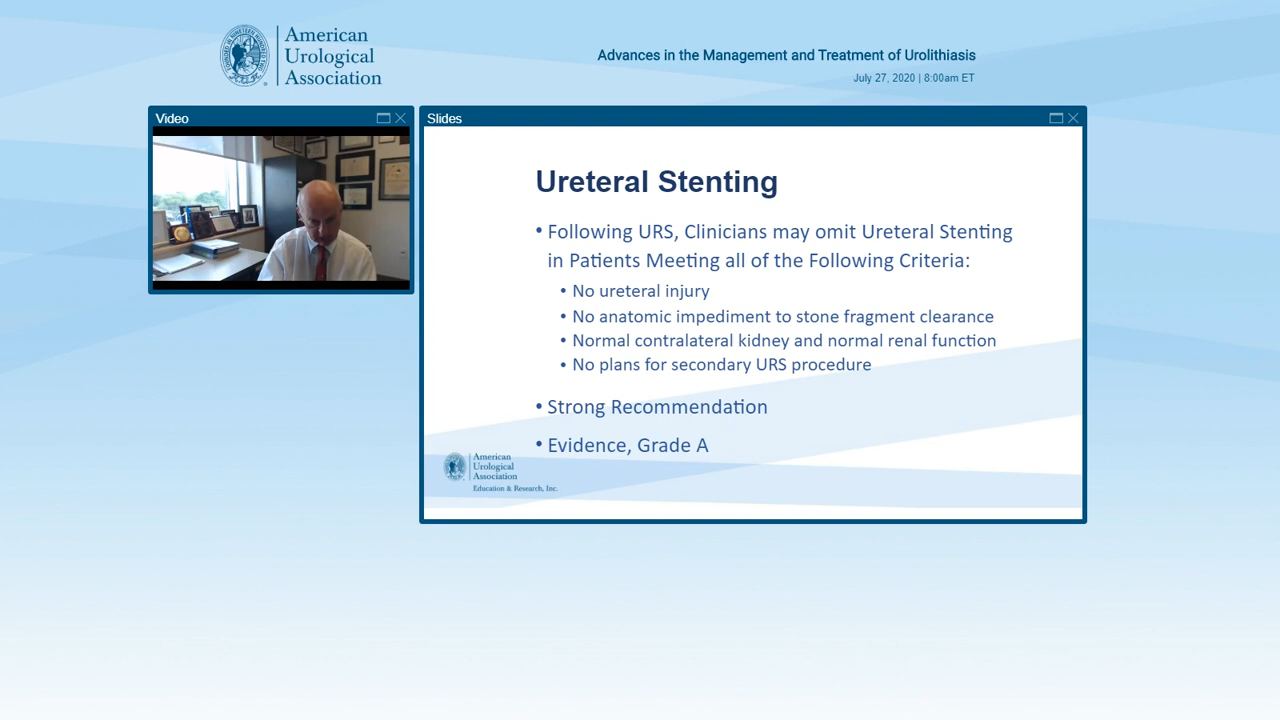 American
Urological
Association
Advances in the Management and Treatment of Urolithiasis
July 27, 2020 | 8:00am ET
Video
Slides
Ureteral Stenting
• Following URS, Clinicians may omit Ureteral Stenting
in Patients Meeting all of the Following Criteria:
• No ureteral injury
• No anatomic impediment to stone fragment clearance
• Normal contralateral kidney and normal renal function
• No plans for secondary URS procedure
• Strong Recommendation
• Evidence, Grade A
American
Urological
Association
Education & Research, Inc.